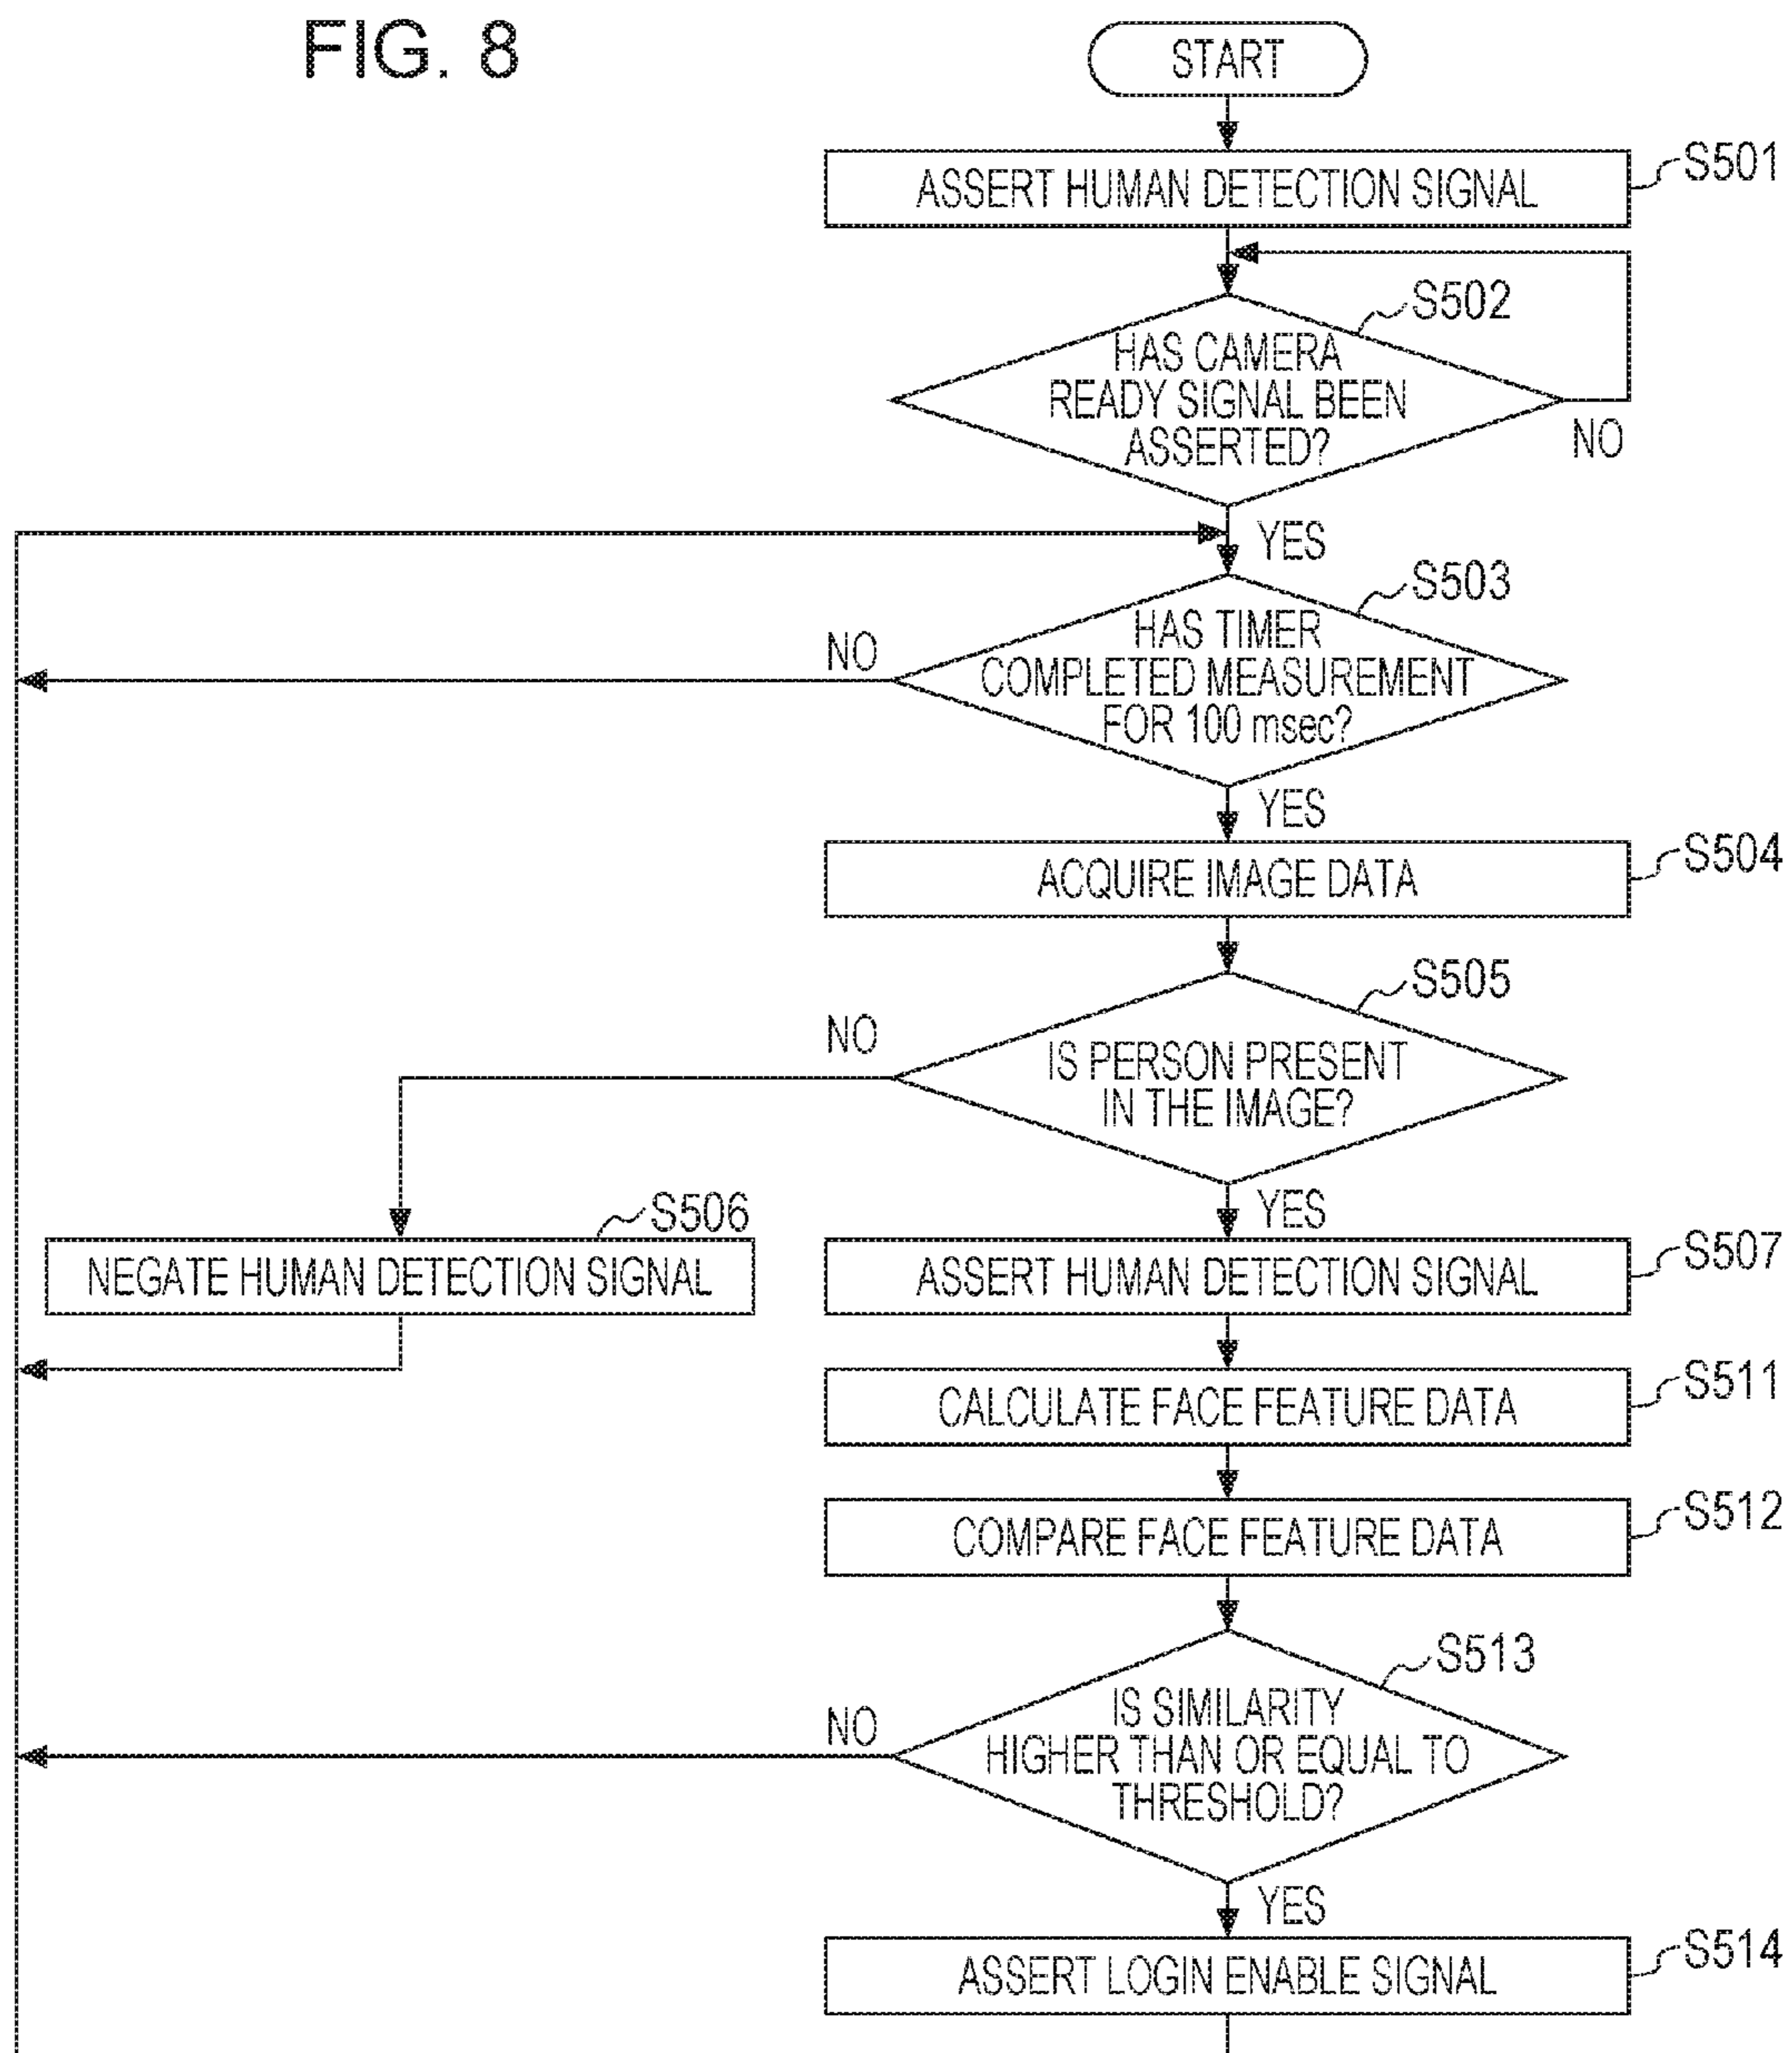 FIG. 8
START
ASSERT HUMAN DETECTION SIGNAL
S501
S502
HAS CAMERA
READY SIGNAL BEEN
ASSERTED?
NO
YES
S503
HAS TIMER
COMPLETED MEASUREMENT
FOR 100 msec?
NO
YES
ACQUIRE IMAGE DATA
S504
S505
IS PERSON PRESENT
IN THE IMAGE?
NO
YES
S506
NEGATE HUMAN DETECTION SIGNAL
ASSERT HUMAN DETECTION SIGNAL
S507
CALCULATE FACE FEATURE DATA
S511
COMPARE FACE FEATURE DATA
S512
S513
IS SIMILARITY
HIGHER THAN OR EQUAL TO
THRESHOLD?
NO
YES
ASSERT LOGIN ENABLE SIGNAL
S514